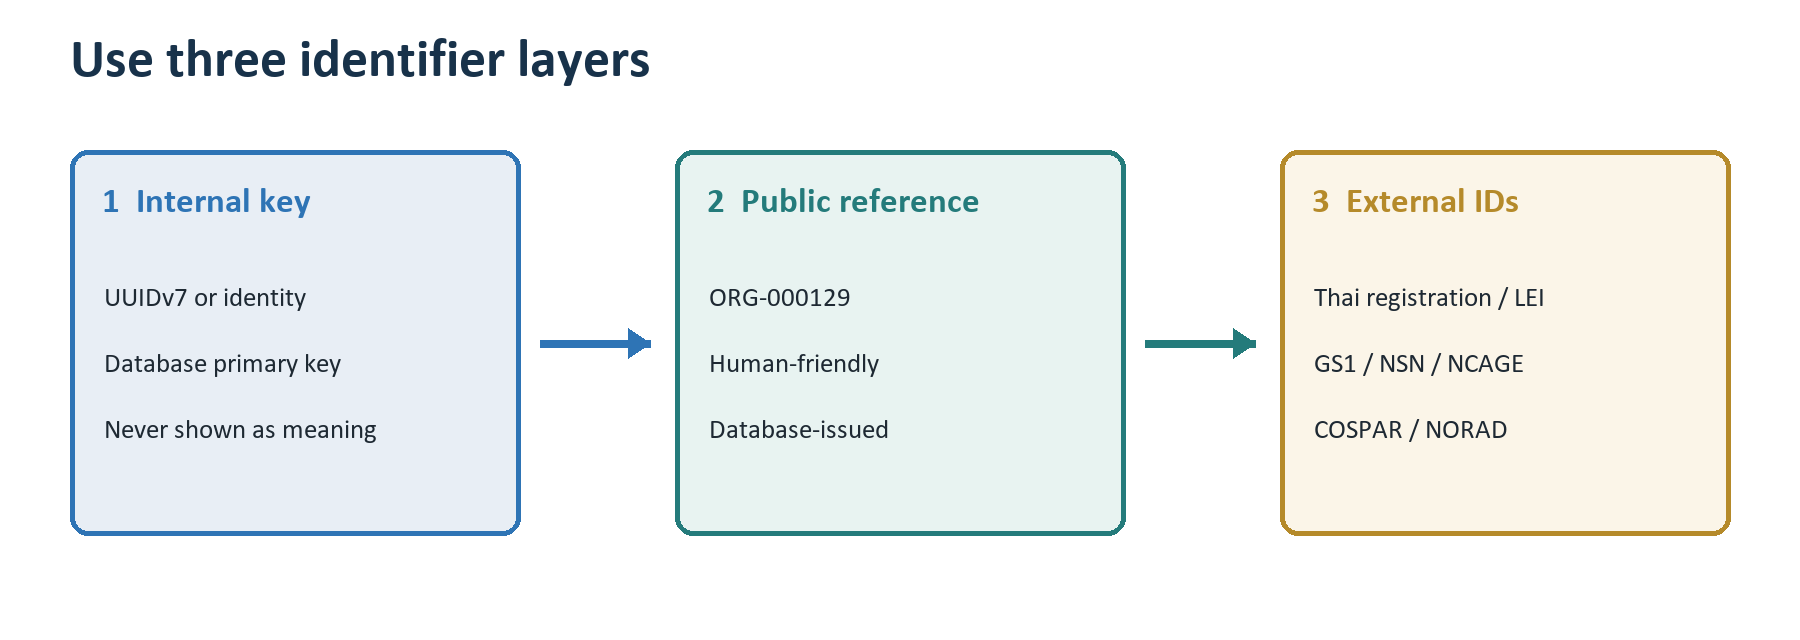 Use three identifier layers
1 Internal key
UUIDv7 or identity
Database primary key
Never shown as meaning
2 Public reference
ORG-000129
Human-friendly
Database-issued
3 External IDs
Thai registration / LEI
GS1 / NSN / NCAGE
COSPAR / NORAD